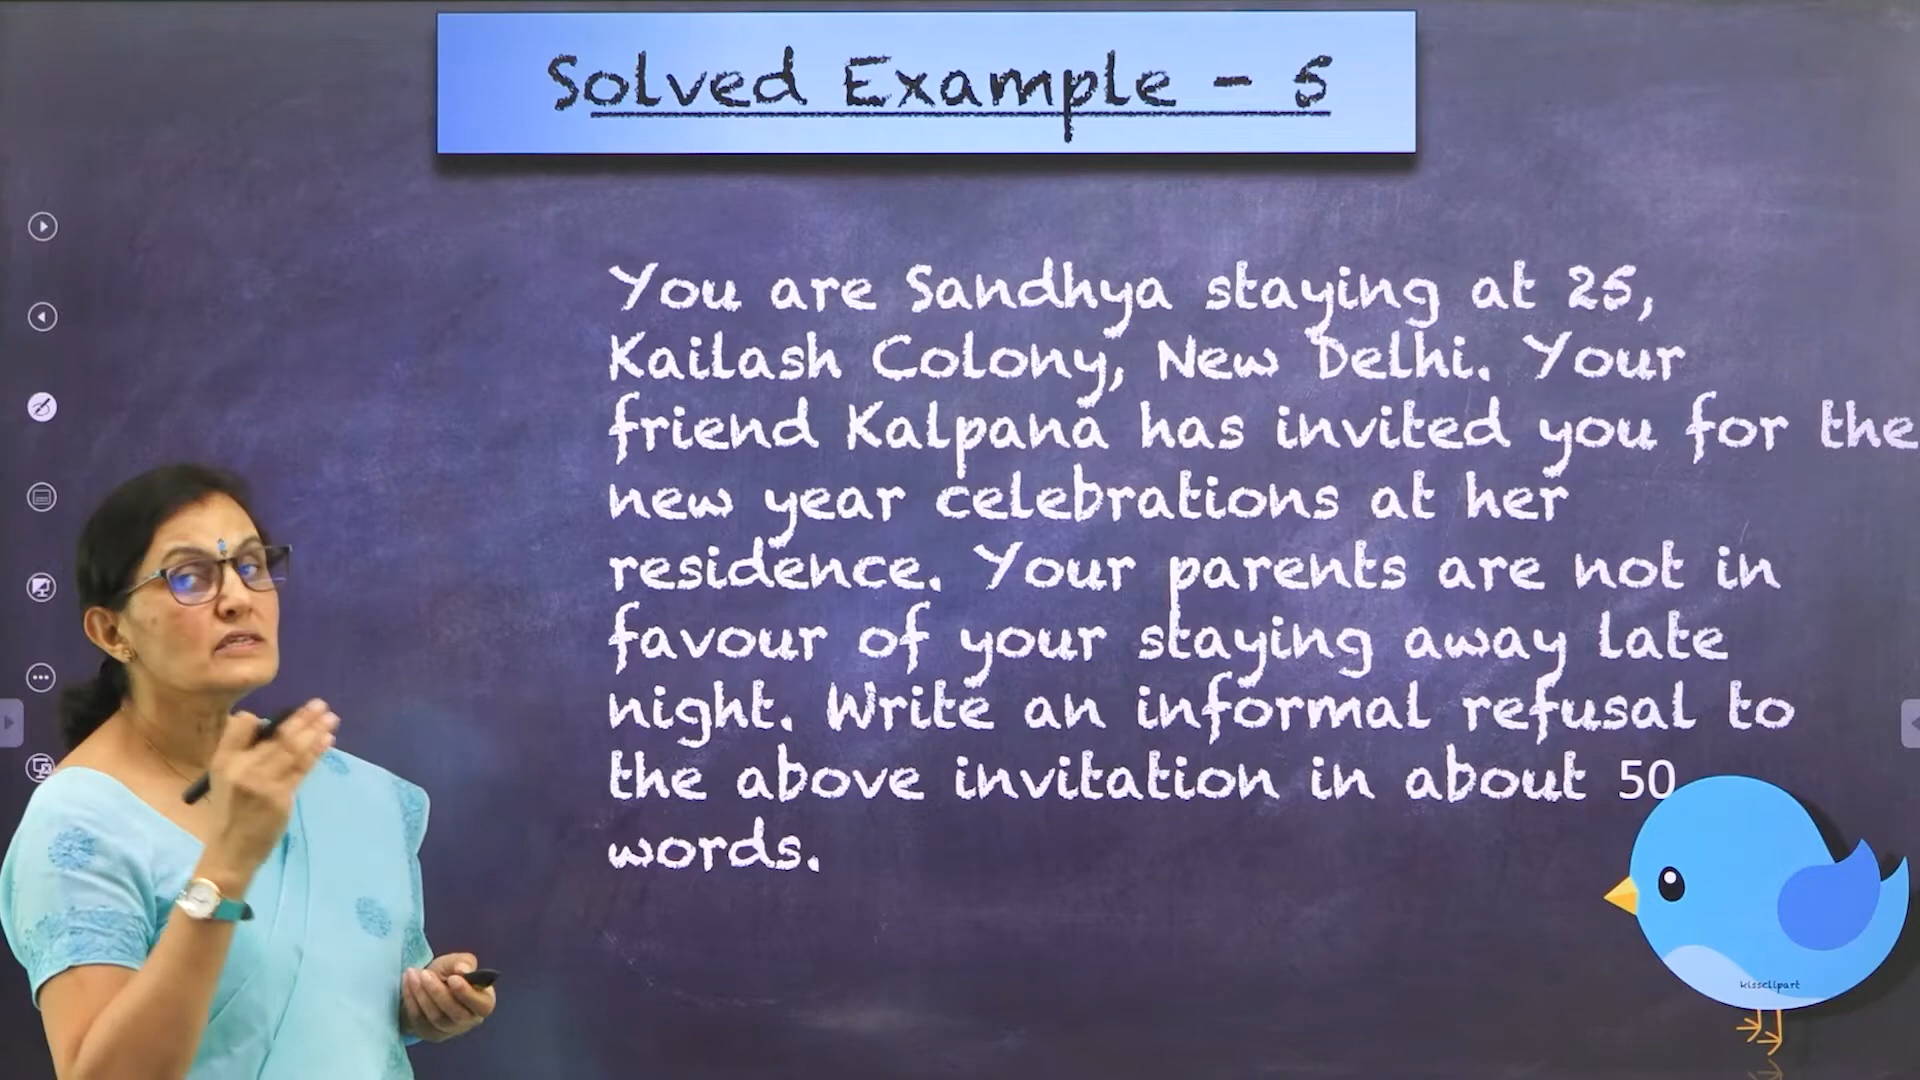 Solved Example - 5
You are Sandhya staying at 25,
Kailash Colony, New Delhi. Your
friend Kalpana has invited you for the
new year celebrations at her
residence. Your parents are not in
favour of your staying away late
night. Write an informal refusal to
the above invitation in about 50
words.
kissclipart